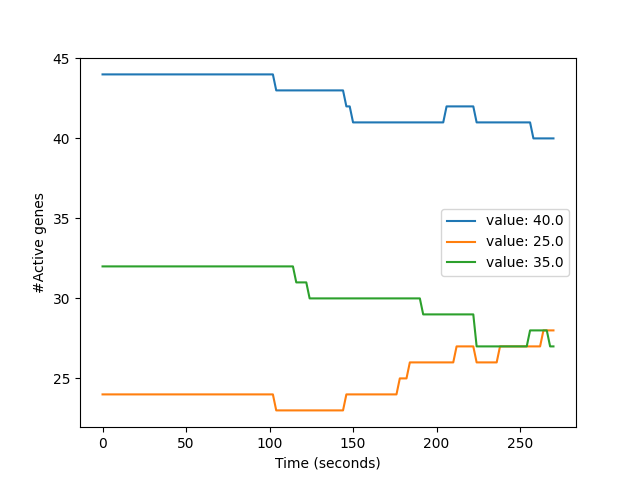 45
40
35
30
25
#Active genes
value: 40.0
value: 25.0
value: 35.0
0 50 100 150 200 250
Time (seconds)